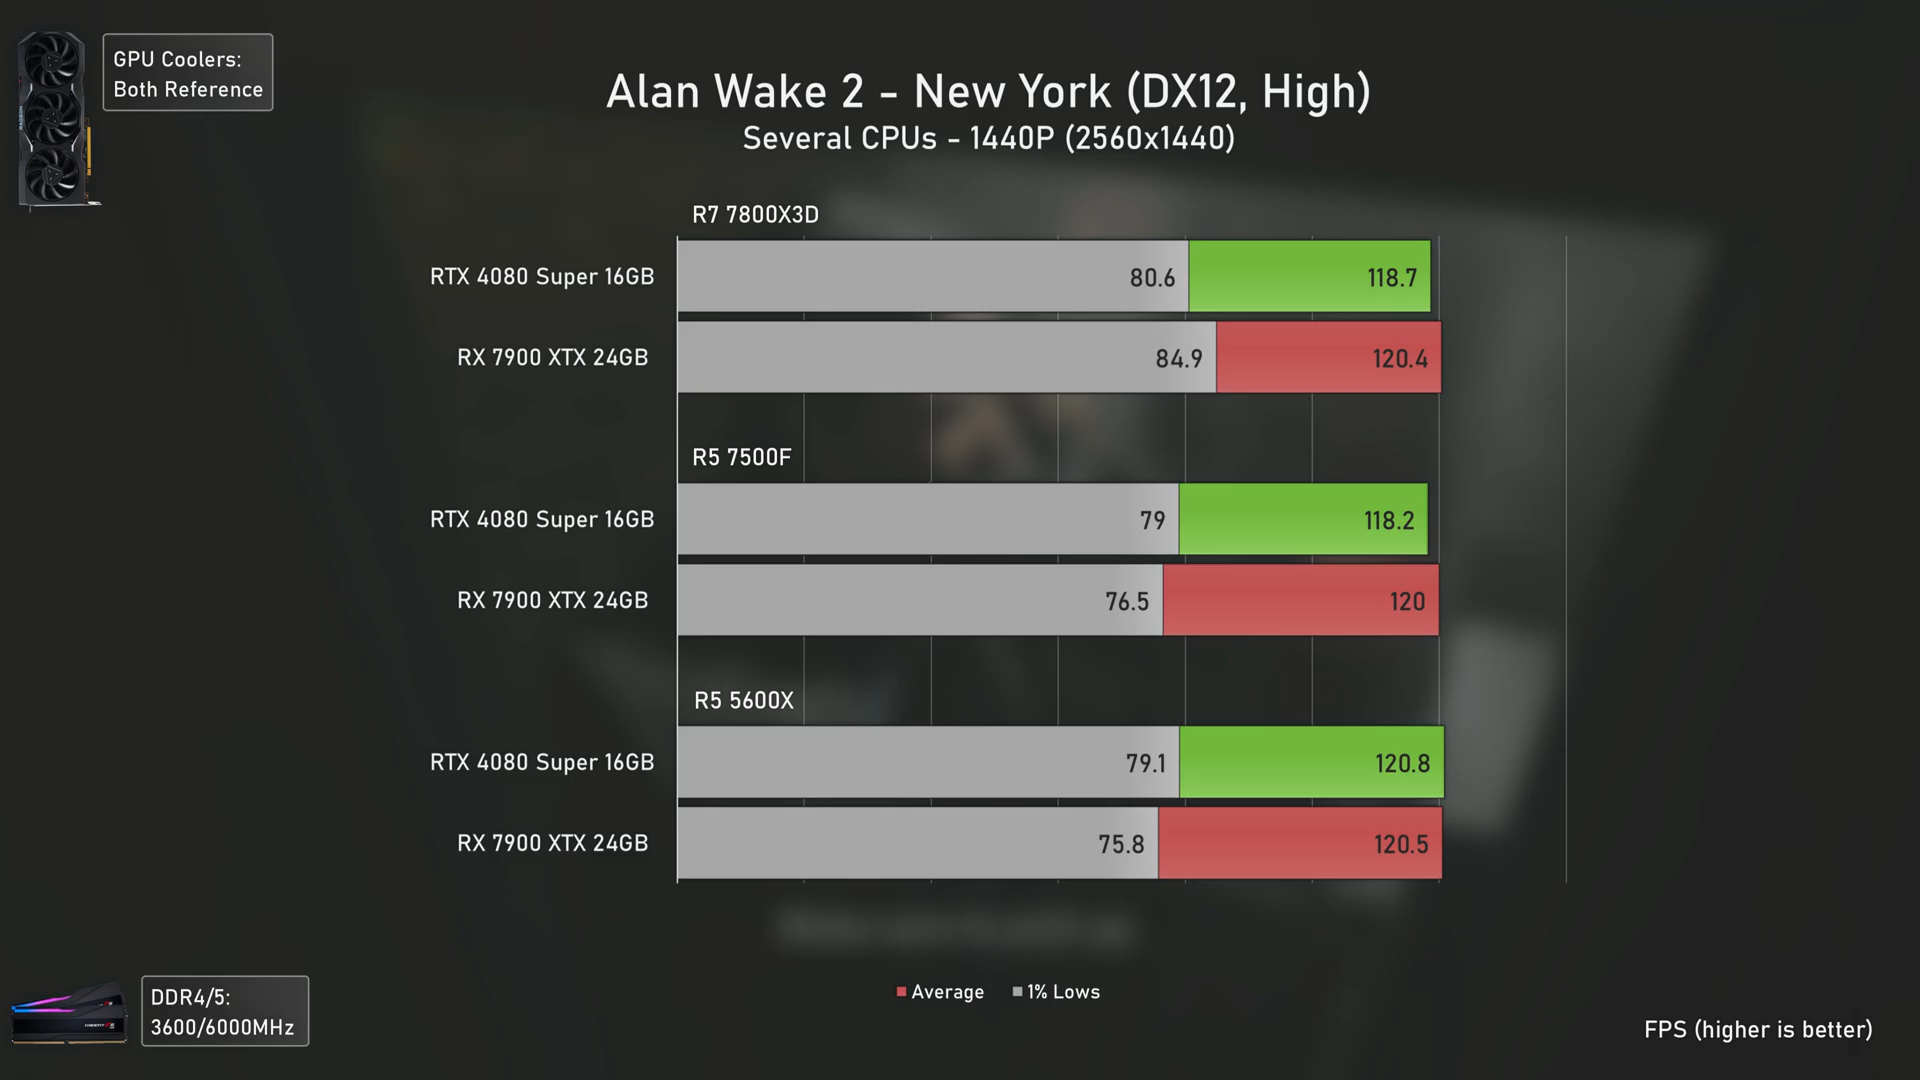 GPU Coolers:
Both Reference
Alan Wake 2 - New York (DX12, High)
Several CPUs - 1440P (2560x1440)
R7 7800X3D
RTX 4080 Super 16GB 80.6 118.7
RX 7900 XTX 24GB 84.9 120.4
R5 7500F
RTX 4080 Super 16GB 79 118.2
RX 7900 XTX 24GB 76.5 120
R5 5600X
RTX 4080 Super 16GB 79.1 120.8
RX 7900 XTX 24GB 75.8 120.5
Average 1% Lows
DDR4/5:
3600/6000MHz
FPS (higher is better)